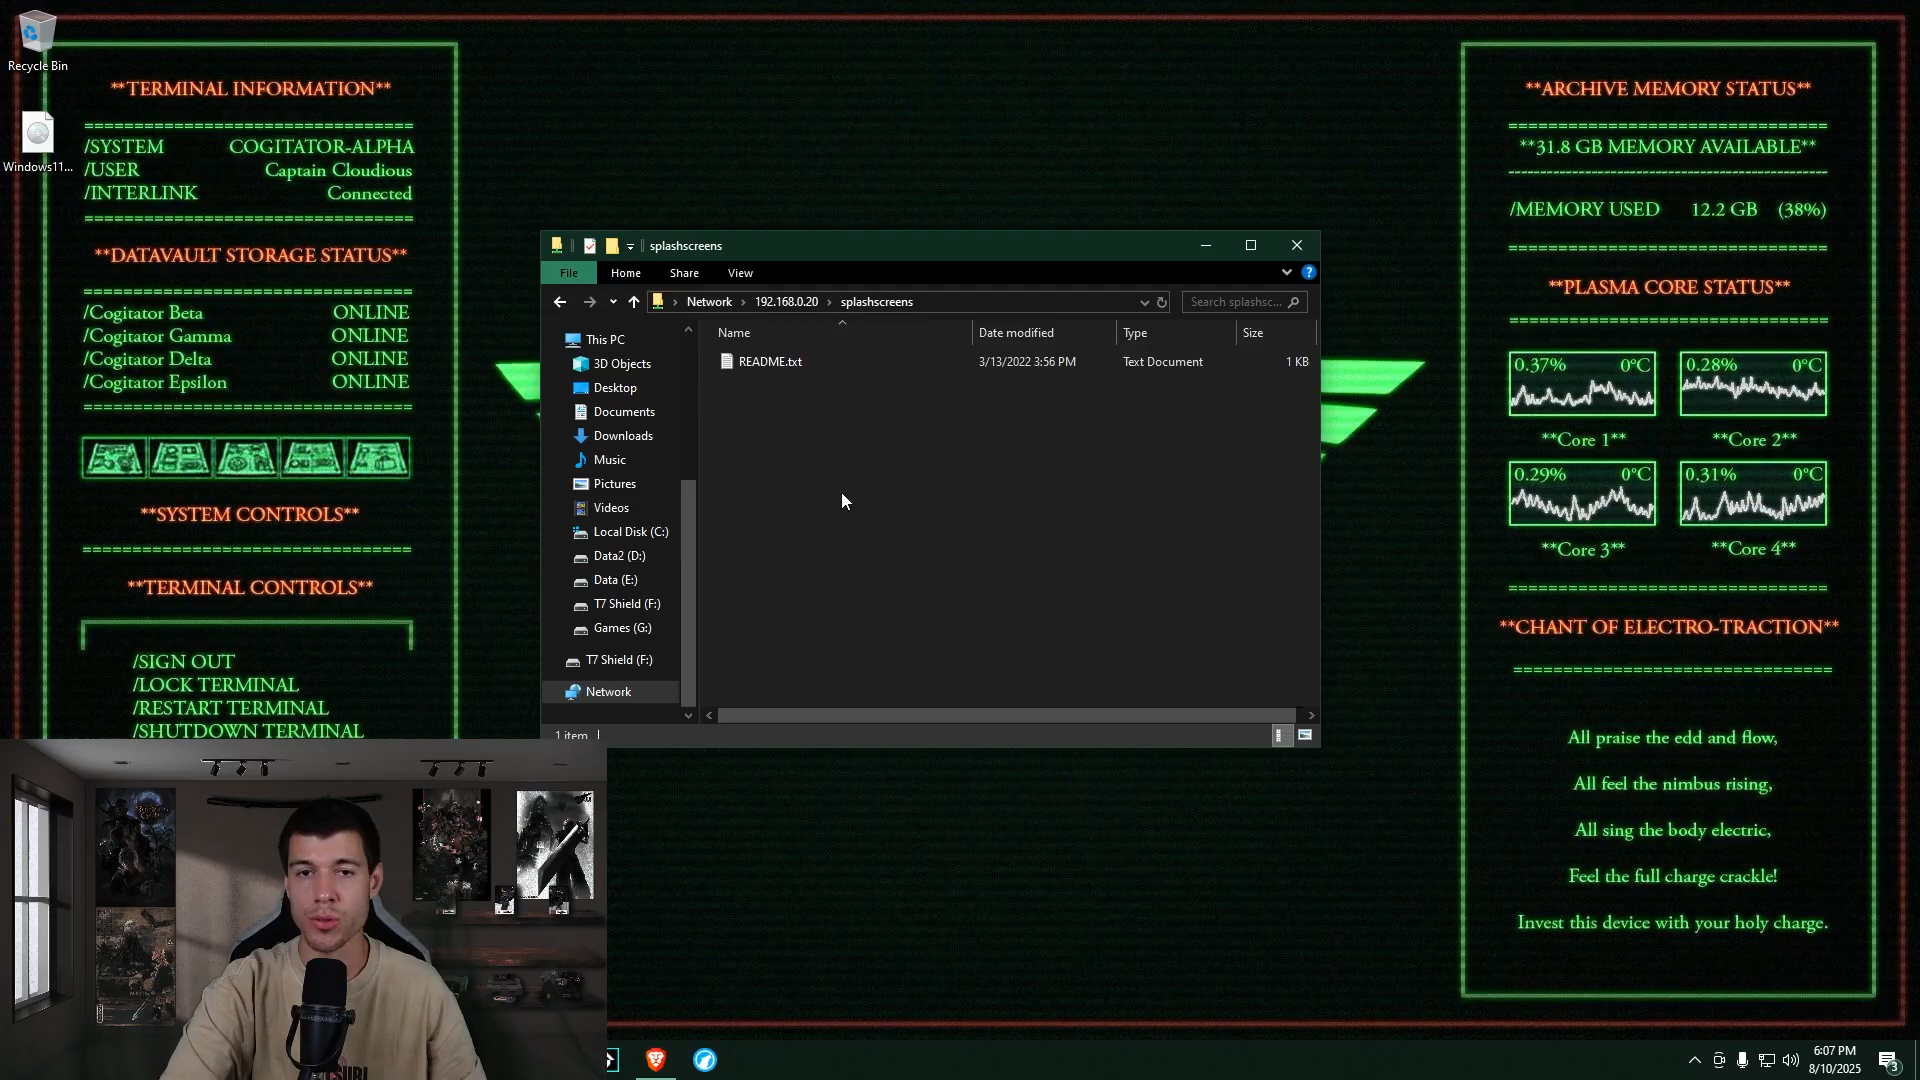 Recycle Bin
Windows11...
**TERMINAL INFORMATION**
===============================
/SYSTEM COGITATOR-ALPHA
/USER Captain Cloudious
/INTERLINK Connected
===============================
**DATAVAULT STORAGE STATUS**
===============================
/Cogitator Beta ONLINE
/Cogitator Gamma ONLINE
/Cogitator Delta ONLINE
/Cogitator Epsilon ONLINE
===============================
**SYSTEM CONTROLS**
===============================
**TERMINAL CONTROLS**
/SIGN OUT
/LOCK TERMINAL
/RESTART TERMINAL
/SHUTDOWN TERMINAL
splashscreens
File Home Share View
Network › 192.168.0.20 › splashscreens
Search splashsc...
Name Date modified Type Size
README.txt 3/13/2022 3:56 PM Text Document 1 KB
This PC
3D Objects
Desktop
Documents
Downloads
Music
Pictures
Videos
Local Disk (C:)
Data2 (D:)
Data (E:)
T7 Shield (F:)
Games (G:)
T7 Shield (F:)
Network
1 item
**ARCHIVE MEMORY STATUS**
==============================
**31.8 GB MEMORY AVAILABLE**
------------------------------------------------------------
/MEMORY USED 12.2 GB (38%)
==============================
**PLASMA CORE STATUS**
==============================
0.37% 0°C 0.28% 0°C
**Core 1** **Core 2**
0.29% 0°C 0.31% 0°C
**Core 3** **Core 4**
==============================
**CHANT OF ELECTRO-TRACTION**
==============================
All praise the edd and flow,
All feel the nimbus rising,
All sing the body electric,
Feel the full charge crackle!
Invest this device with your holy charge.
6:07 PM
8/10/2025
3